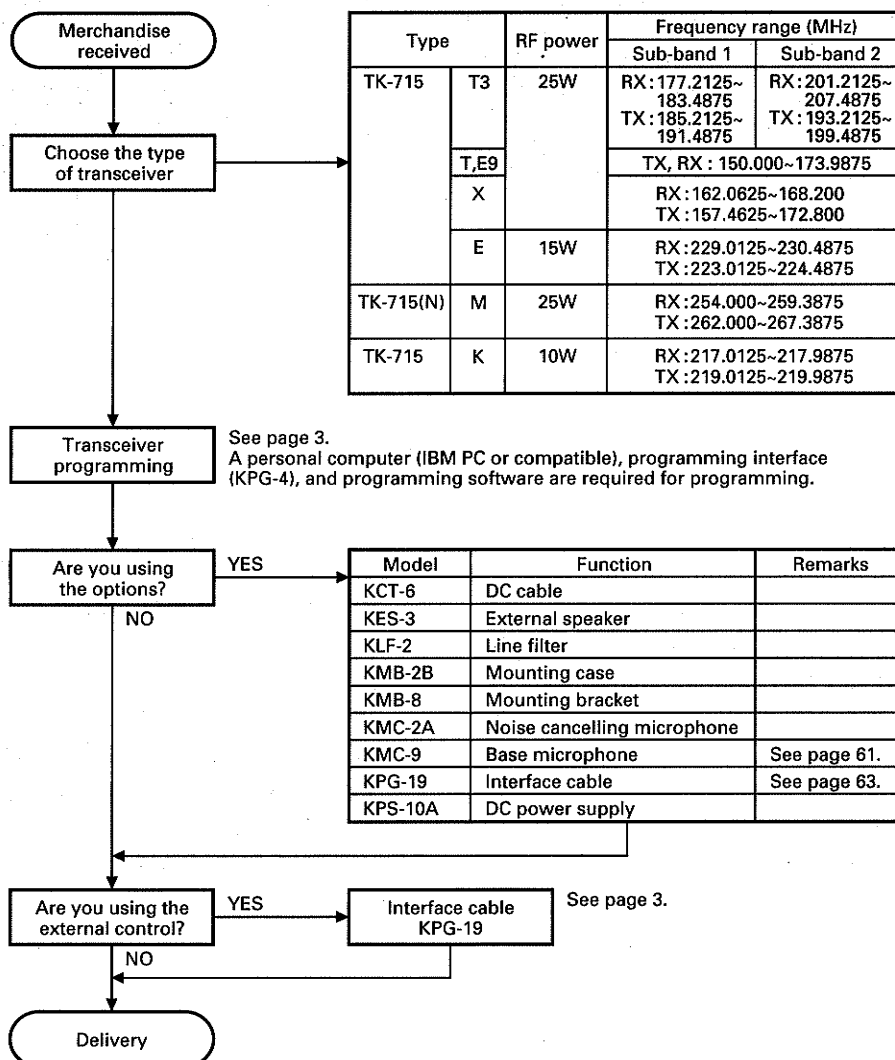 Merchandise
received
Choose the type
of transceiver
Type RF power Frequency range (MHz)
Sub-band 1 Sub-band 2
TK-715 T3 25W RX:177.2125~ RX:201.2125~
183.4875 207.4875
TX:185.2125~ TX:193.2125~
191.4875 199.4875
T,E9 TX, RX : 150.000~173.9875
X RX:162.0625~168.200
TX:157.4625~172.800
E 15W RX:229.0125~230.4875
TX:223.0125~224.4875
TK-715(N) M 25W RX:254.000~259.3875
TX:262.000~267.3875
TK-715 K 10W RX:217.0125~217.9875
TX:219.0125~219.9875
Transceiver
programming
See page 3.
A personal computer (IBM PC or compatible), programming interface
(KPG-4), and programming software are required for programming.
Are you using
the options?
YES
NO
Model Function Remarks
KCT-6 DC cable
KES-3 External speaker
KLF-2 Line filter
KMB-2B Mounting case
KMB-8 Mounting bracket
KMC-2A Noise cancelling microphone
KMC-9 Base microphone See page 61.
KPG-19 Interface cable See page 63.
KPS-10A DC power supply
Are you using the
external control?
YES
NO
Interface cable
KPG-19
See page 3.
Delivery